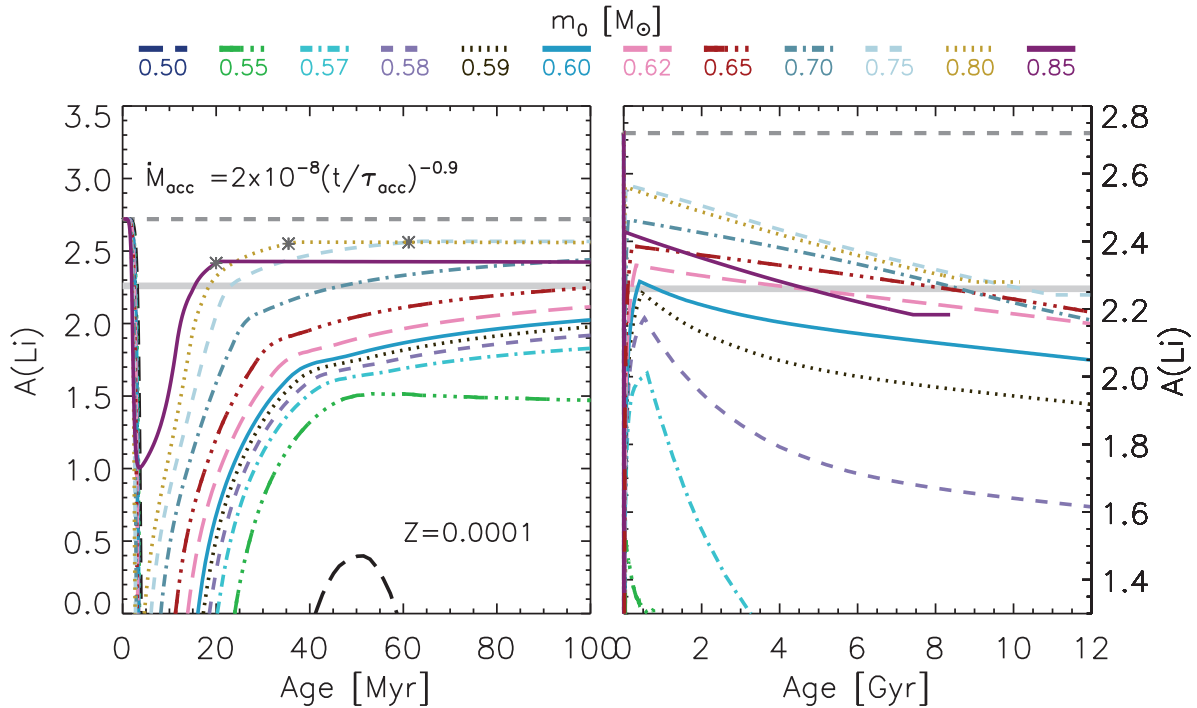 m₀ [M☉]
0.50 0.55 0.57 0.58 0.59 0.60 0.62 0.65 0.70 0.75 0.80 0.85
Ṁacc =2x10⁻⁸(t/τacc)⁻⁰·⁹
Z=0.0001
A(Li)
3.5
3.0
2.5
2.0
1.5
1.0
0.5
0.0
0 20 40 60 80 100
Age [Myr]
0 2 4 6 8 10 12
Age [Gyr]
2.8
2.6
2.4
2.2
2.0
1.8
1.6
1.4
A(Li)